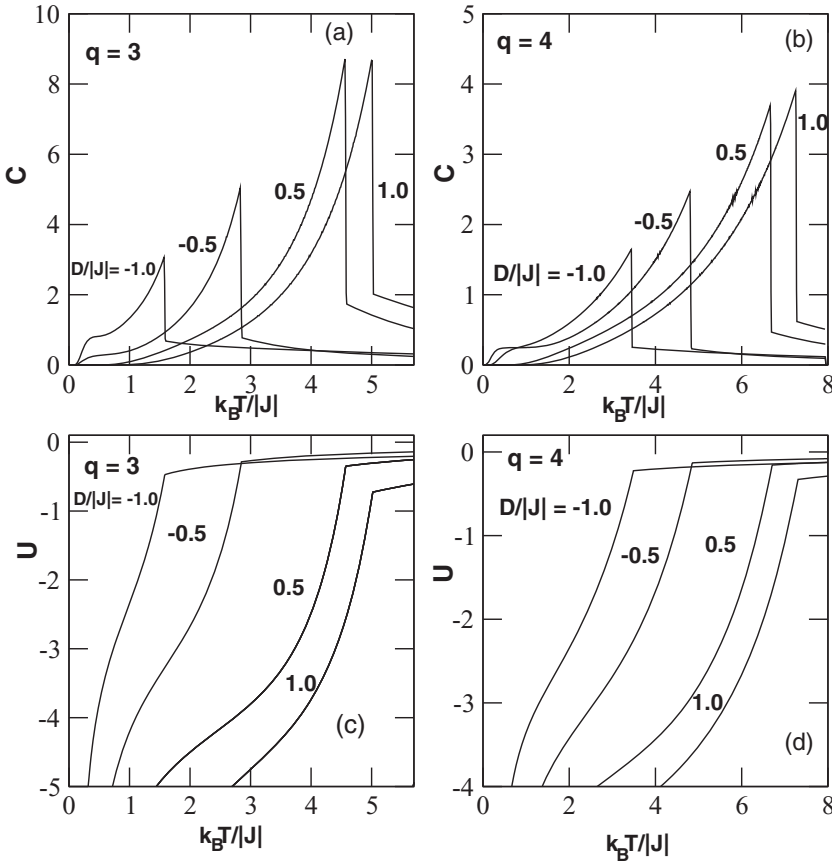 10
8
6
4
2
0
C
q = 3
(a)
0.5
1.0
-0.5
D/|J|= -1.0
0 1 2 3 4 5
k_BT/|J|
5
4
3
2
1
0
C
q = 4
(b)
1.0
0.5
-0.5
D/|J| = -1.0
0 2 4 6 8
k_BT/|J|
0
-1
-2
-3
-4
-5
U
q = 3
D/|J|= -1.0
-0.5
0.5
1.0
(c)
0 1 2 3 4 5
k_BT/|J|
0
-1
-2
-3
-4
U
q = 4
D/|J| = -1.0
-0.5
0.5
1.0
(d)
0 2 4 6 8
k_BT/|J|